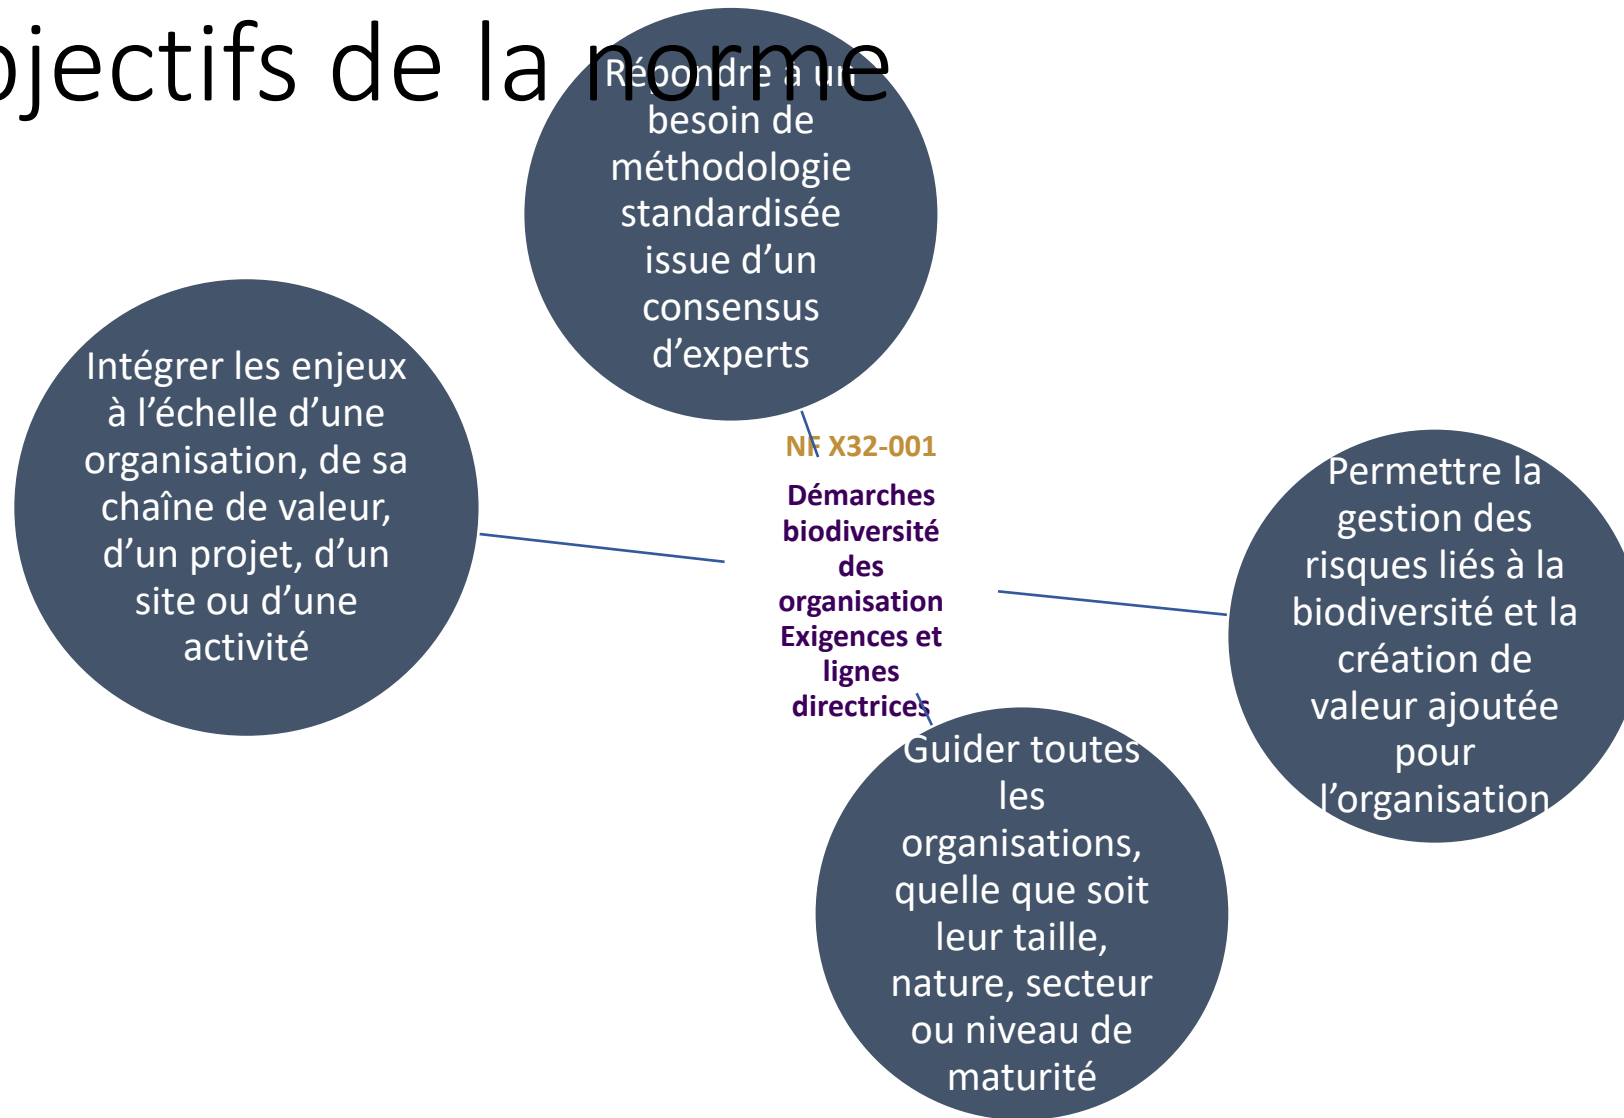 bjectifs de la norme
Répondre à un
besoin de
méthodologie
standardisée
issue d’un
consensus
d’experts
Intégrer les enjeux
à l’échelle d’une
organisation, de sa
chaîne de valeur,
d’un projet, d’un
site ou d’une
activité
NF X32-001
Démarches
biodiversité
des
organisation
Exigences et
lignes
directrices
Permettre la
gestion des
risques liés à la
biodiversité et la
création de
valeur ajoutée
pour
l’organisation
Guider toutes
les
organisations,
quelle que soit
leur taille,
nature, secteur
ou niveau de
maturité